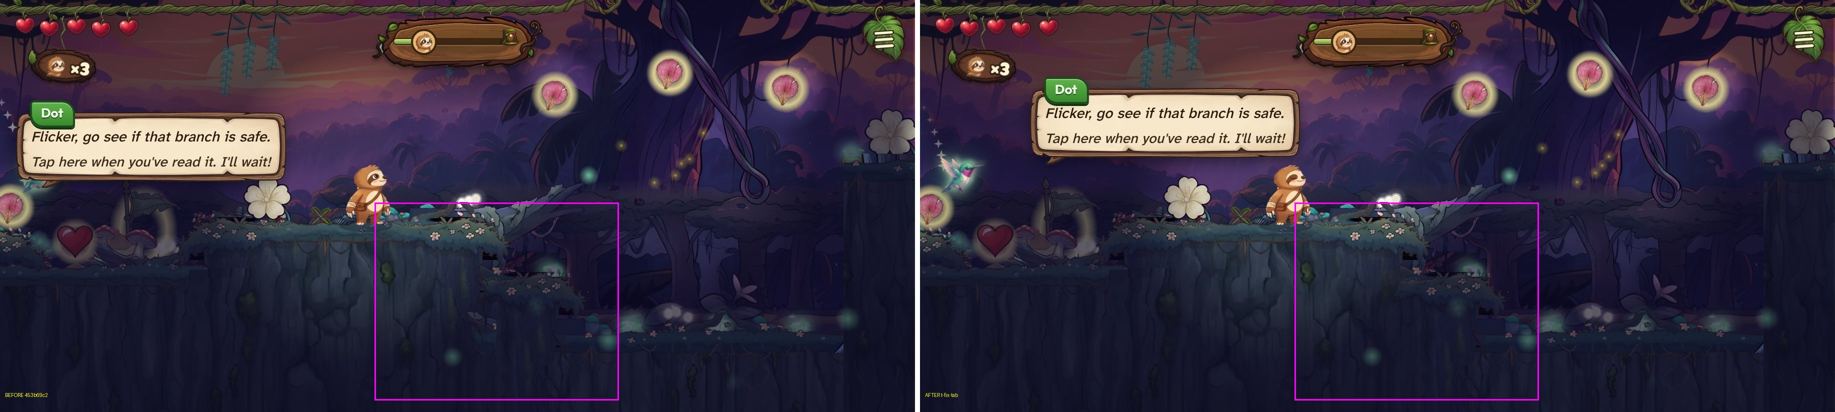 ×3
Dot
Flicker, go see if that branch is safe.
Tap here when you've read it. I'll wait!
BEFORE 453b69c2
×3
Dot
Flicker, go see if that branch is safe.
Tap here when you've read it. I'll wait!